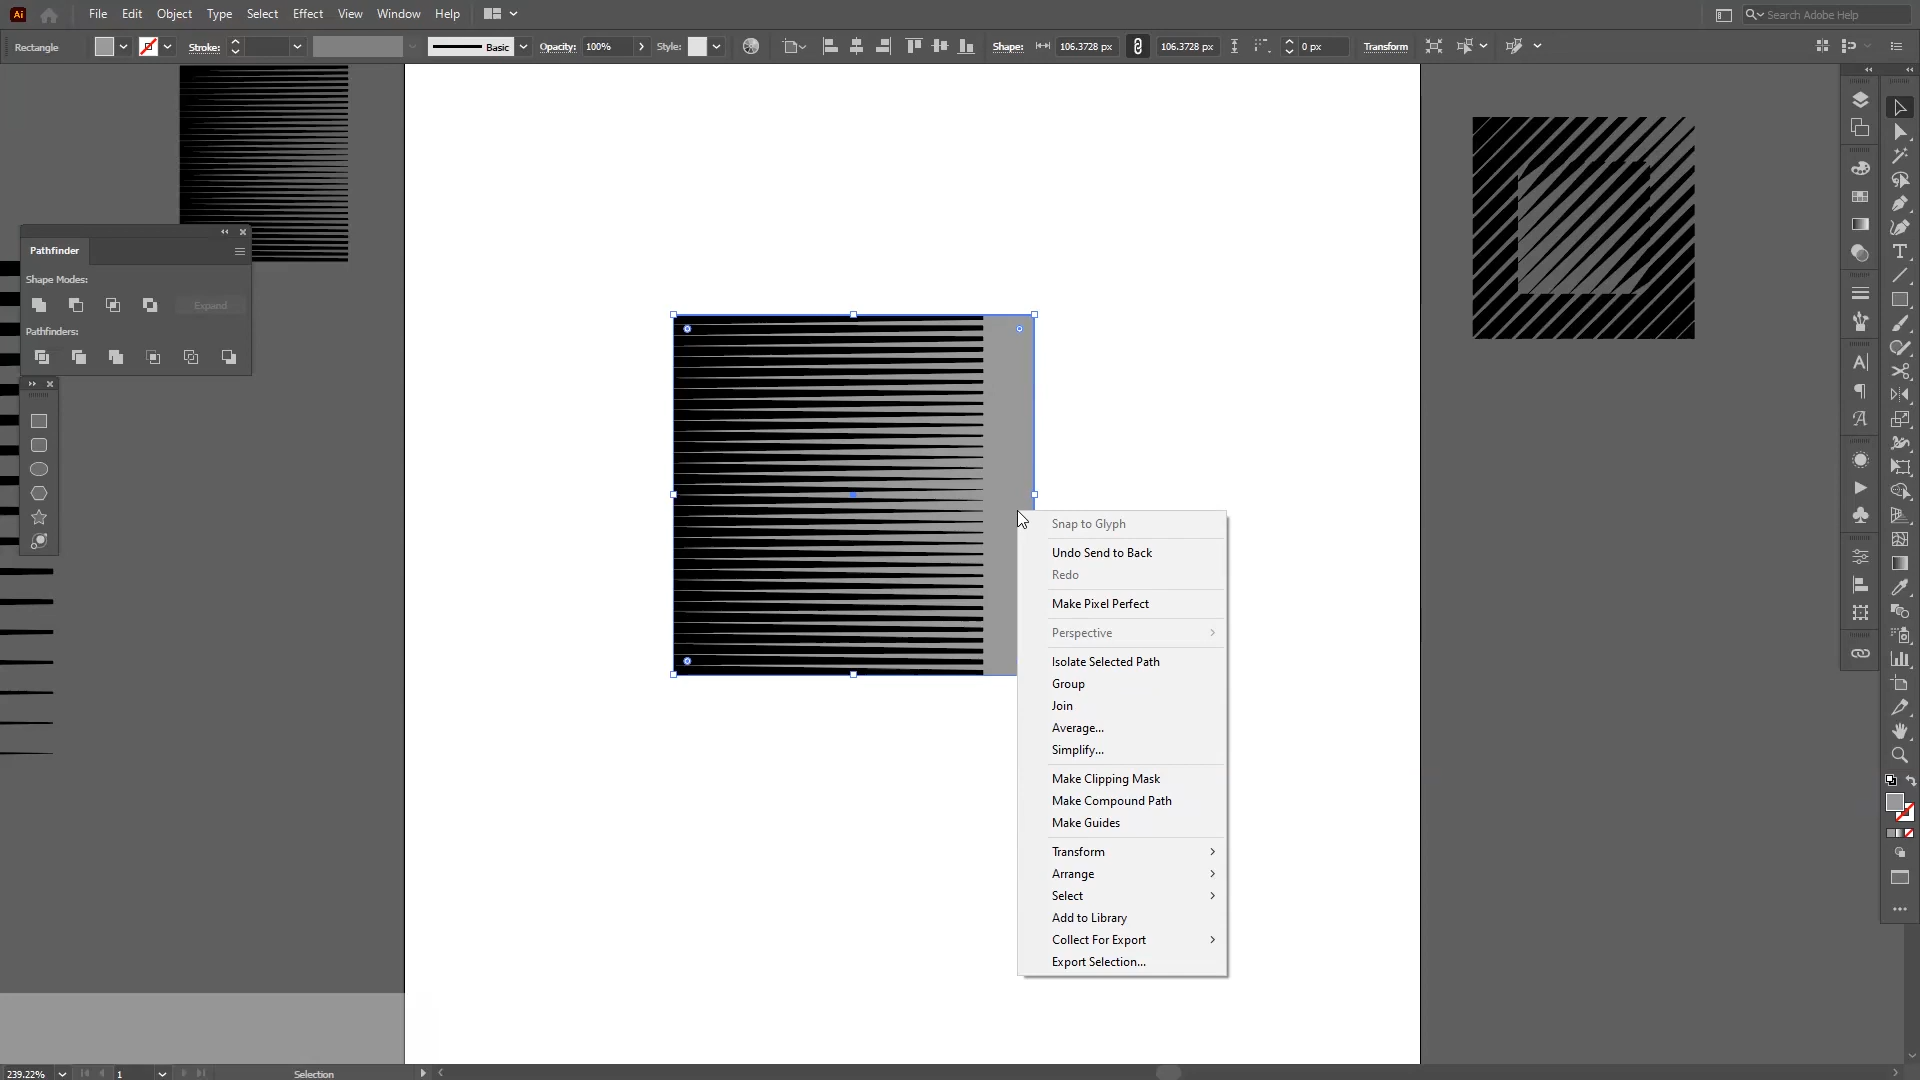 Ai File Edit Object Type Select Effect View Window Help Search Adobe Help
Rectangle Stroke: Basic Opacity: 100% Style: Shape: 106.3728 px 106.3728 px 0 px Transform
Pathfinder
Shape Modes:
Expand
Pathfinders:
Snap to Glyph
Undo Send to Back
Redo
Make Pixel Perfect
Perspective
Isolate Selected Path
Group
Join
Average...
Simplify...
Make Clipping Mask
Make Compound Path
Make Guides
Transform
Arrange
Select
Add to Library
Collect For Export
Export Selection...
239.22% 1 Selection